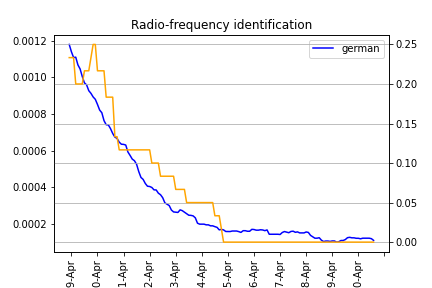 Radio-frequency identification
german
0.0012
0.0010
0.0008
0.0006
0.0004
0.0002
0.25
0.20
0.15
0.10
0.05
0.00
9-Apr
0-Apr
1-Apr
2-Apr
3-Apr
4-Apr
5-Apr
6-Apr
7-Apr
8-Apr
9-Apr
0-Apr